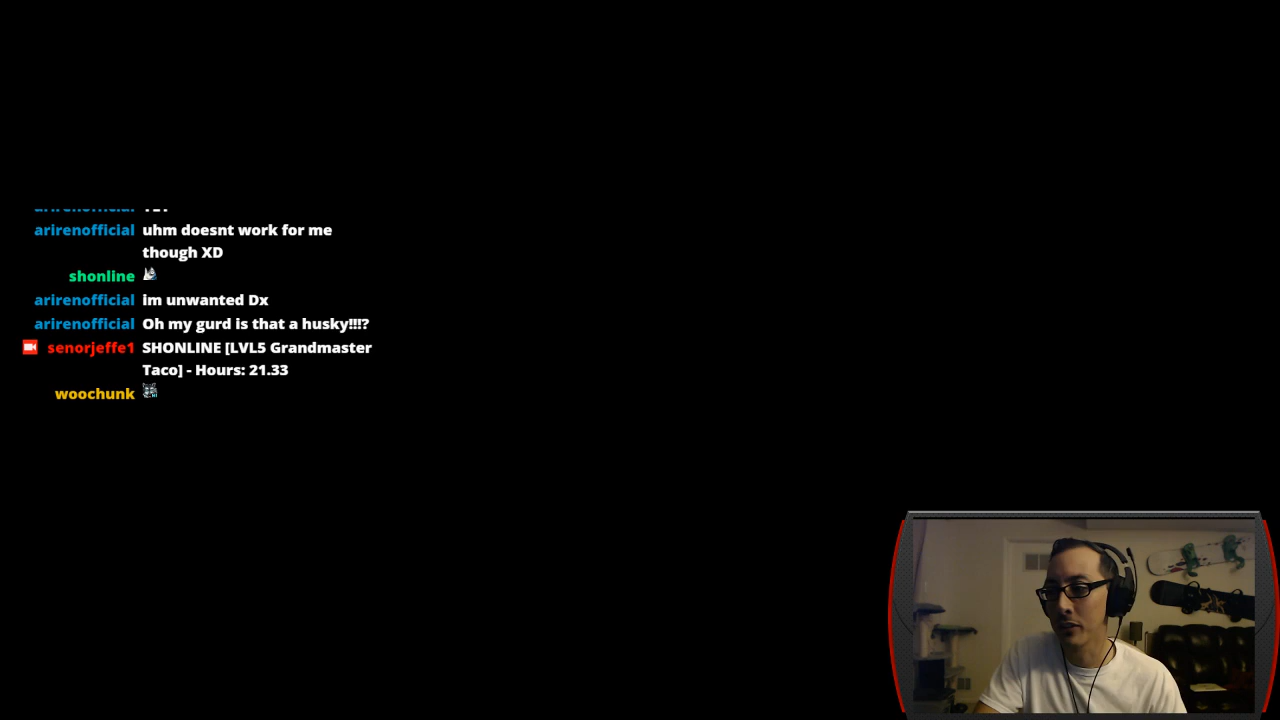 arirenofficial uhm doesnt work for me
though XD
shonline
arirenofficial im unwanted Dx
arirenofficial Oh my gurd is that a husky!!!?
senorjeffe1 SHONLINE [LVL5 Grandmaster
Taco] - Hours: 21.33
woochunk